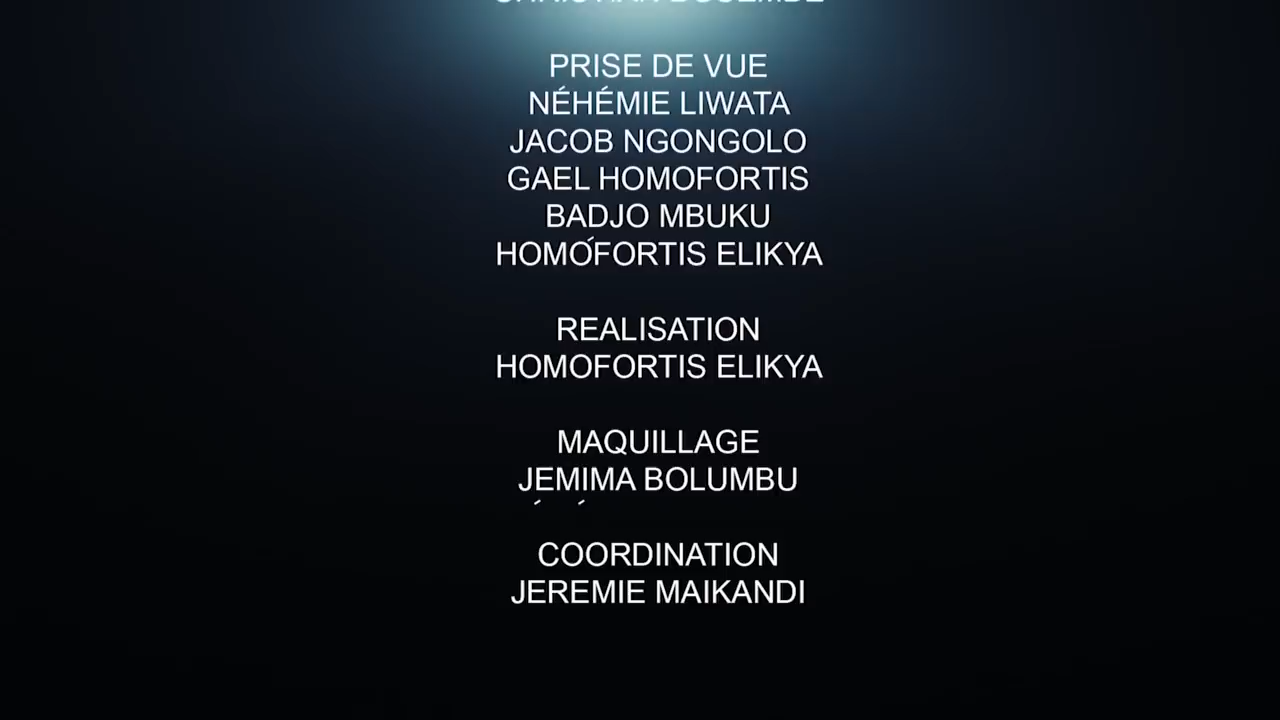 PRISE DE VUE
NÉHÉMIE LIWATA
JACOB NGONGOLO
GAEL HOMOFORTIS
BADJO MBUKU
HOMOFORTIS ELIKYA
REALISATION
HOMOFORTIS ELIKYA
MAQUILLAGE
JEMIMA BOLUMBU
COORDINATION
JEREMIE MAIKANDI